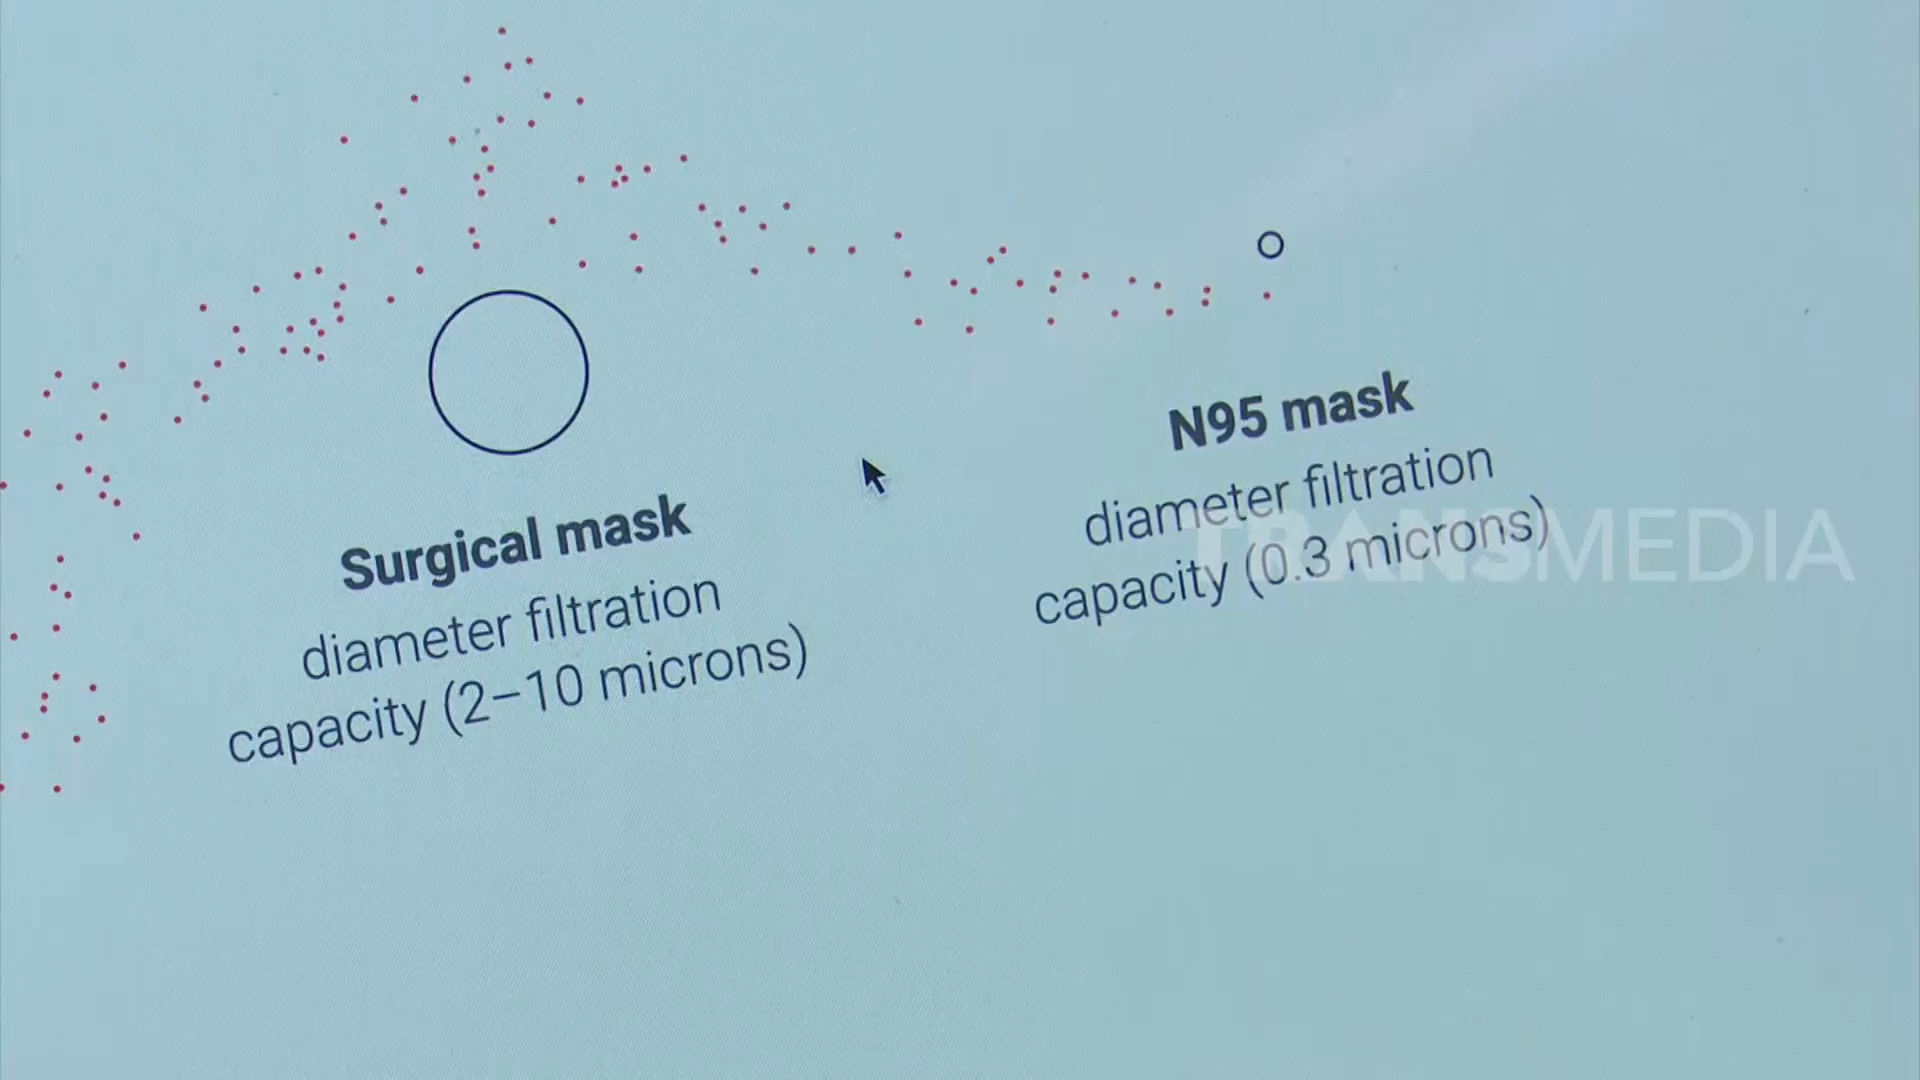 Surgical mask
diameter filtration
capacity (2–10 microns)
N95 mask
diameter filtration
capacity (0.3 microns)
TRANSMEDIA